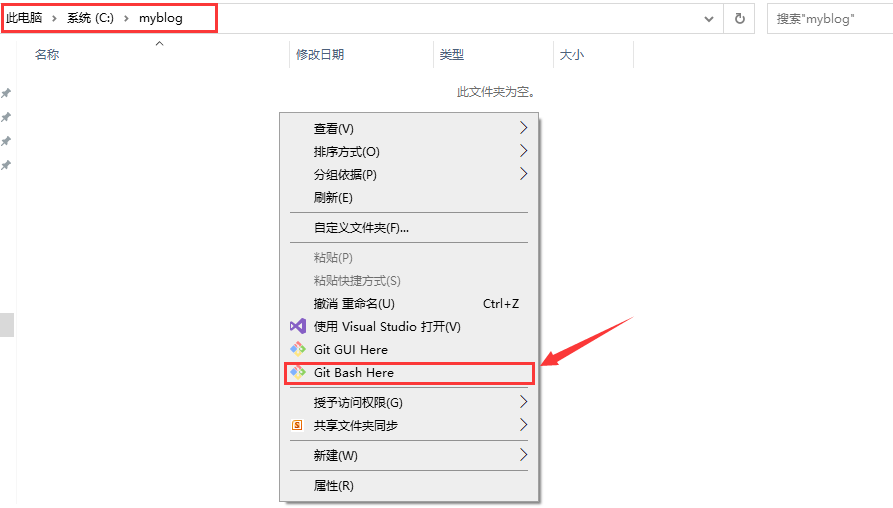 此电脑 › 系统 (C:) › myblog
搜索"myblog"
名称 修改日期 类型 大小
此文件夹为空。
查看(V)
排序方式(O)
分组依据(P)
刷新(E)
自定义文件夹(F)...
粘贴(P)
粘贴快捷方式(S)
撤消 重命名(U) Ctrl+Z
使用 Visual Studio 打开(V)
Git GUI Here
Git Bash Here
授予访问权限(G)
共享文件夹同步
新建(W)
属性(R)